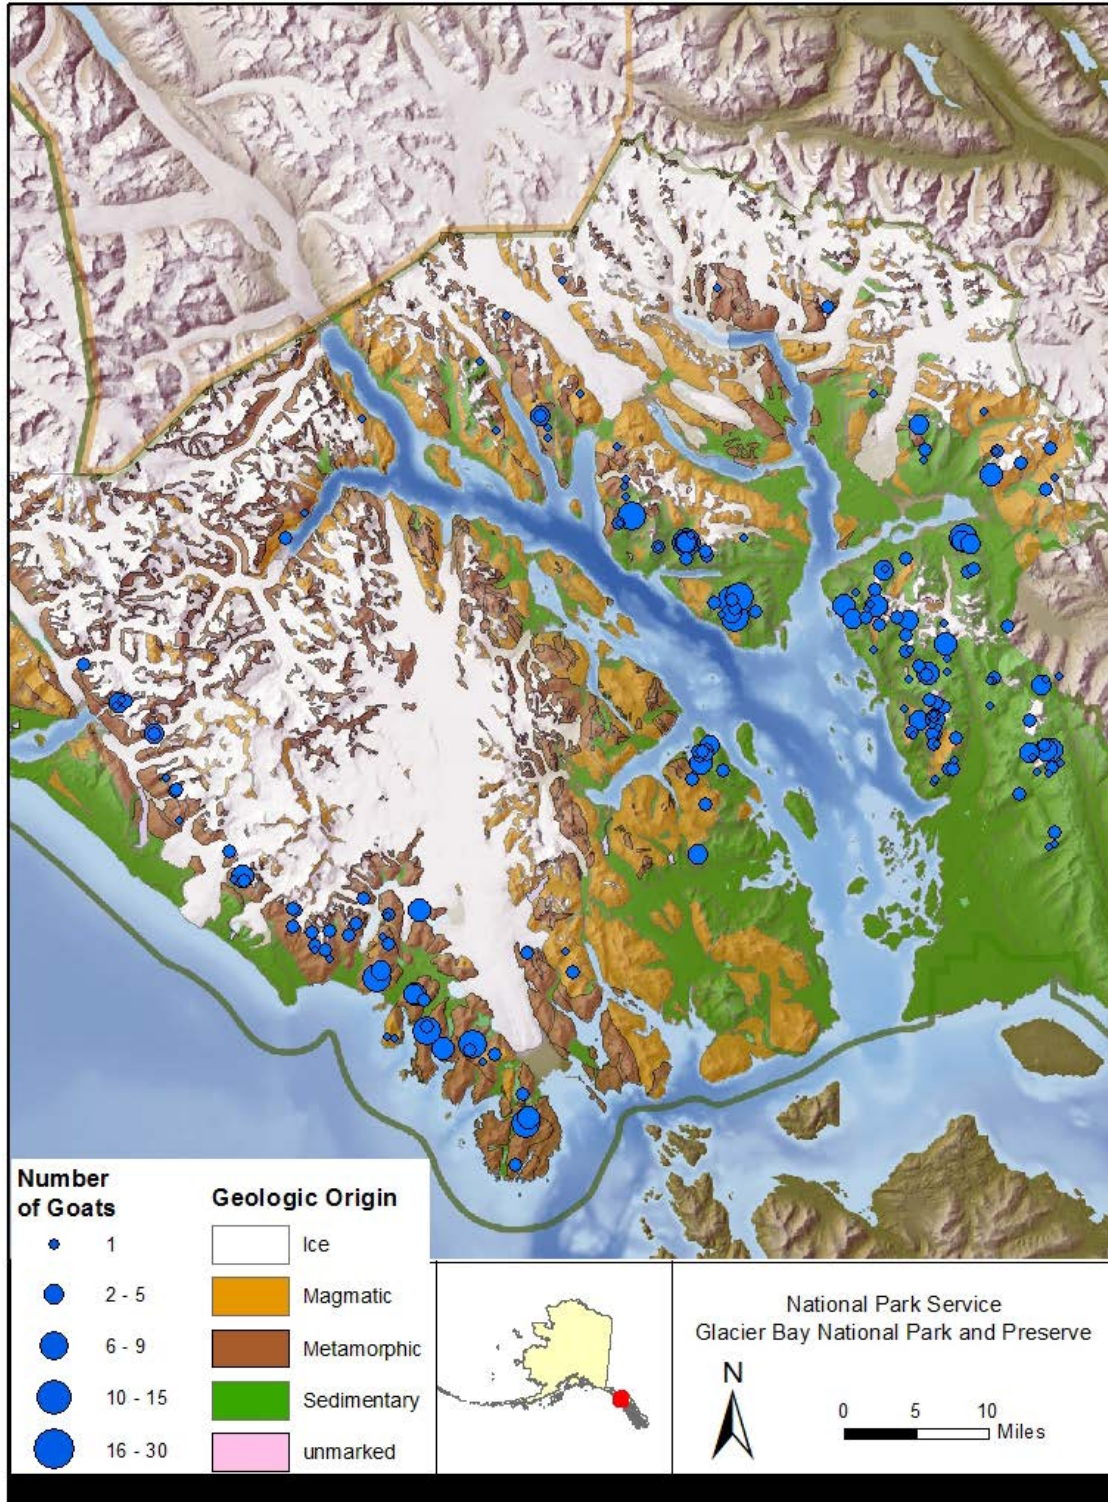 Number
of Goats
1
2 - 5
6 - 9
10 - 15
16 - 30
Geologic Origin
Ice
Magmatic
Metamorphic
Sedimentary
unmarked
National Park Service
Glacier Bay National Park and Preserve
N
0 5 10
Miles